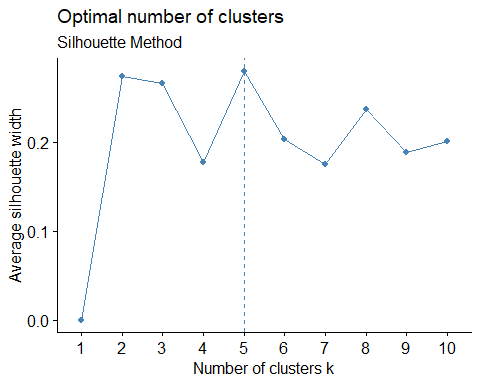 Optimal number of clusters
Silhouette Method
Average silhouette width
0.2
0.1
0.0
1 2 3 4 5 6 7 8 9 10
Number of clusters k